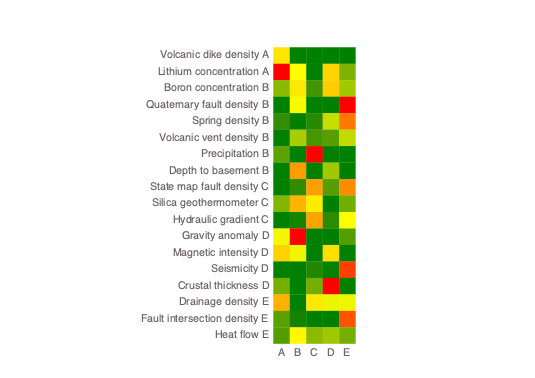 Volcanic dike density A
Lithium concentration A
Boron concentration B
Quaternary fault density B
Spring density B
Volcanic vent density B
Precipitation B
Depth to basement B
State map fault density C
Silica geothermometer C
Hydraulic gradient C
Gravity anomaly D
Magnetic intensity D
Seismicity D
Crustal thickness D
Drainage density E
Fault intersection density E
Heat flow E
A B C D E